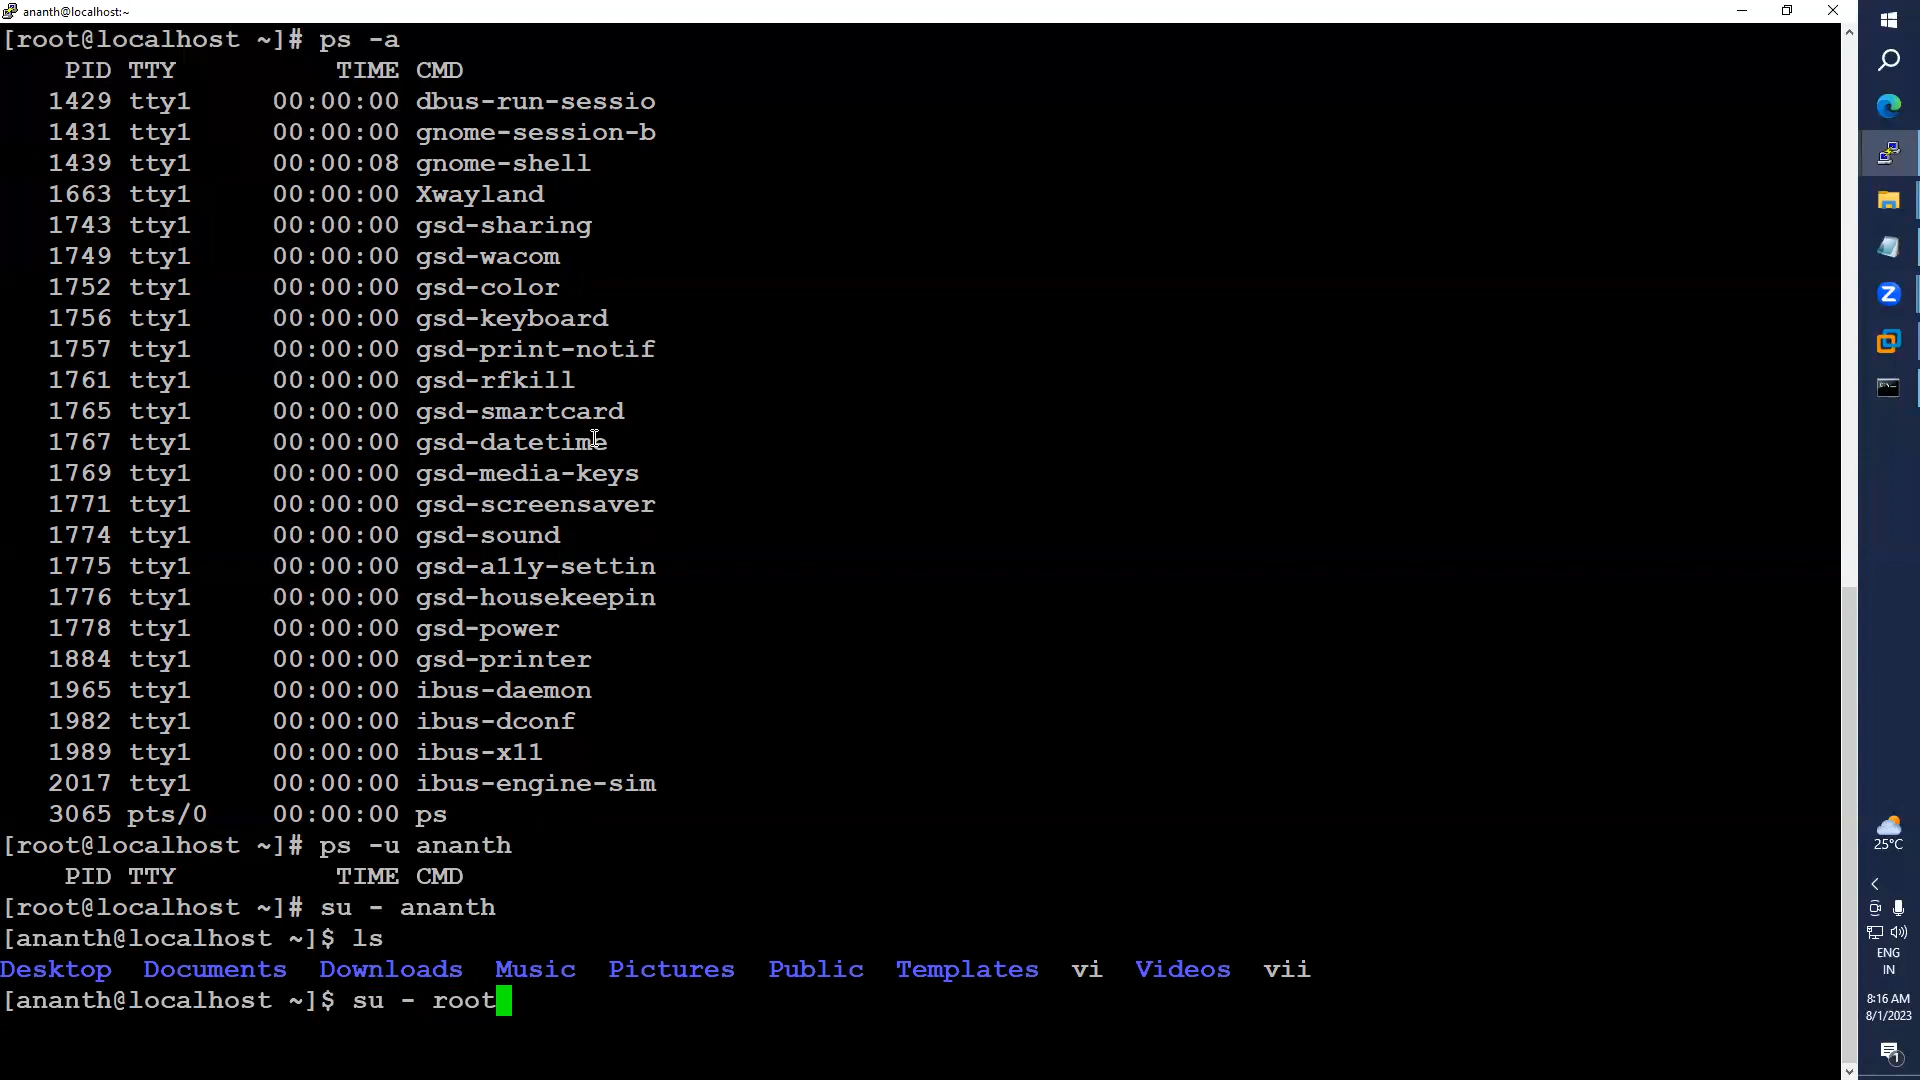 ananth@localhost:~
[root@localhost ~]# ps -a
PID TTY TIME CMD
1429 tty1 00:00:00 dbus-run-sessio
1431 tty1 00:00:00 gnome-session-b
1439 tty1 00:00:08 gnome-shell
1663 tty1 00:00:00 Xwayland
1743 tty1 00:00:00 gsd-sharing
1749 tty1 00:00:00 gsd-wacom
1752 tty1 00:00:00 gsd-color
1756 tty1 00:00:00 gsd-keyboard
1757 tty1 00:00:00 gsd-print-notif
1761 tty1 00:00:00 gsd-rfkill
1765 tty1 00:00:00 gsd-smartcard
1767 tty1 00:00:00 gsd-datetime
1769 tty1 00:00:00 gsd-media-keys
1771 tty1 00:00:00 gsd-screensaver
1774 tty1 00:00:00 gsd-sound
1775 tty1 00:00:00 gsd-a11y-settin
1776 tty1 00:00:00 gsd-housekeepin
1778 tty1 00:00:00 gsd-power
1884 tty1 00:00:00 gsd-printer
1965 tty1 00:00:00 ibus-daemon
1982 tty1 00:00:00 ibus-dconf
1989 tty1 00:00:00 ibus-x11
2017 tty1 00:00:00 ibus-engine-sim
3065 pts/0 00:00:00 ps
[root@localhost ~]# ps -u ananth
PID TTY TIME CMD
[root@localhost ~]# su - ananth
[ananth@localhost ~]$ ls
Desktop Documents Downloads Music Pictures Public Templates vi Videos vii
[ananth@localhost ~]$ su - root
25°C
ENG
IN
8:16 AM
8/1/2023
1